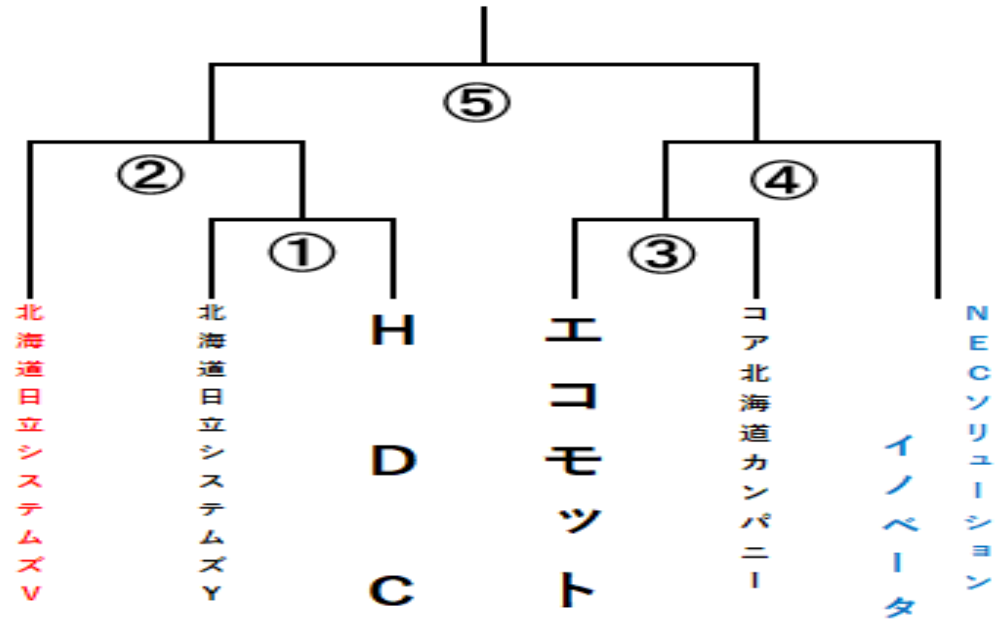 ⑤
②
④
①
③
北海道日立システムズV
北海道日立システムズY
HDC
エコモット
コア北海道カンパニー
NECソリューション
イノベータ